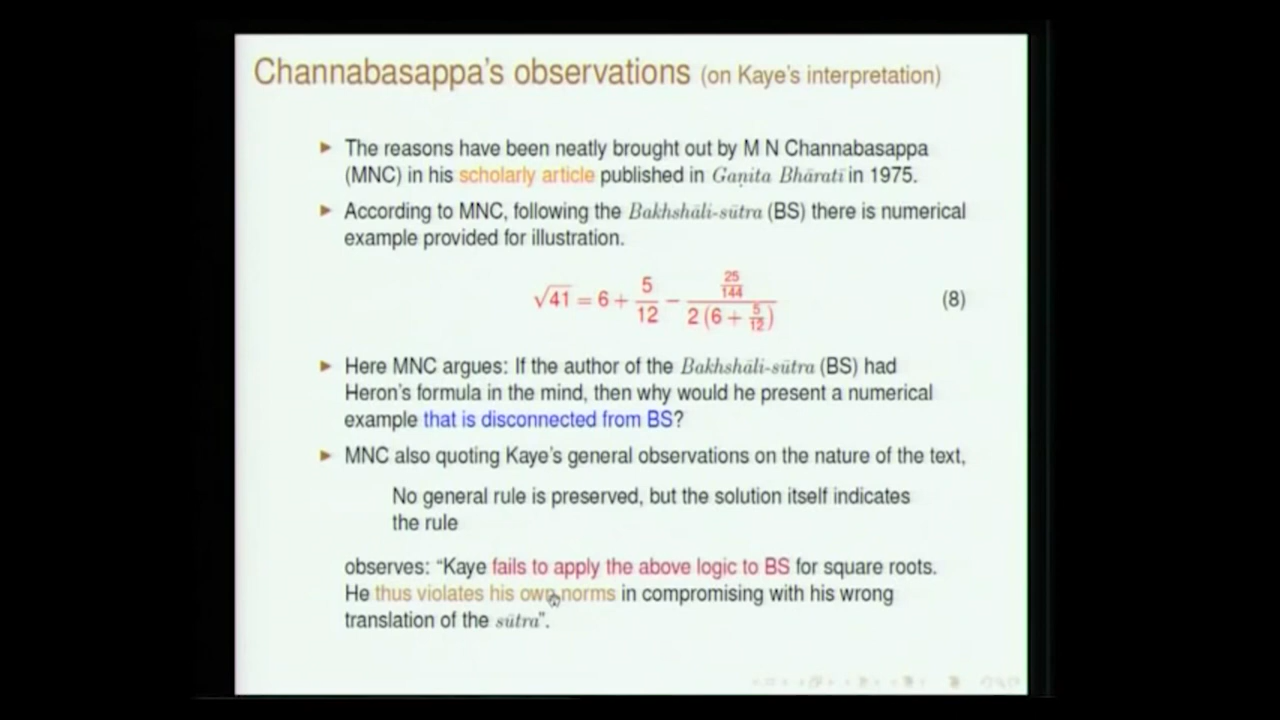 Channabasappa's observations (on Kaye's interpretation)
► The reasons have been neatly brought out by M N Channabasappa
(MNC) in his scholarly article published in Gaṇita Bhāratī in 1975.
► According to MNC, following the Bakhshālī-sūtra (BS) there is numerical
example provided for illustration.
√41 = 6 + 5/12 − (25/144)/(2 (6 + 5/12)) (8)
► Here MNC argues: If the author of the Bakhshālī-sūtra (BS) had
Heron's formula in the mind, then why would he present a numerical
example that is disconnected from BS?
► MNC also quoting Kaye's general observations on the nature of the text,
No general rule is preserved, but the solution itself indicates
the rule
observes: “Kaye fails to apply the above logic to BS for square roots.
He thus violates his own norms in compromising with his wrong
translation of the sūtra”.